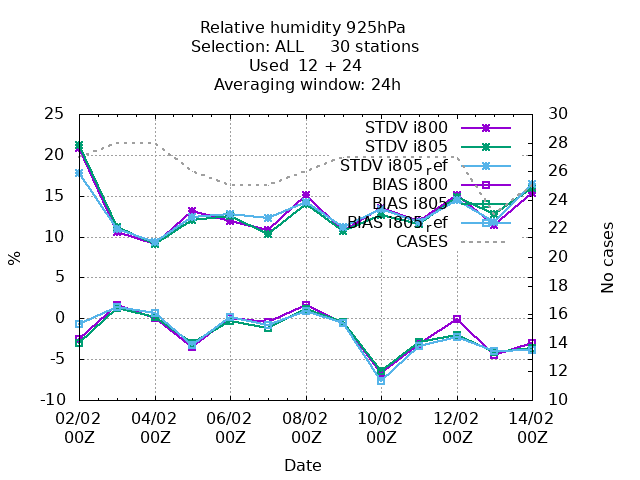 Relative humidity 925hPa
Selection: ALL     30 stations
Used  12 + 24
Averaging window: 24h
25
20
15
10
5
0
-5
-10
%
30
28
26
24
22
20
18
16
14
12
10
No cases
STDV i800
STDV i805
STDV i805ref
BIAS i800
BIAS i805
BIAS i805ref
CASES
02/02 04/02 06/02 08/02 10/02 12/02 14/02
00Z 00Z 00Z 00Z 00Z 00Z 00Z
Date